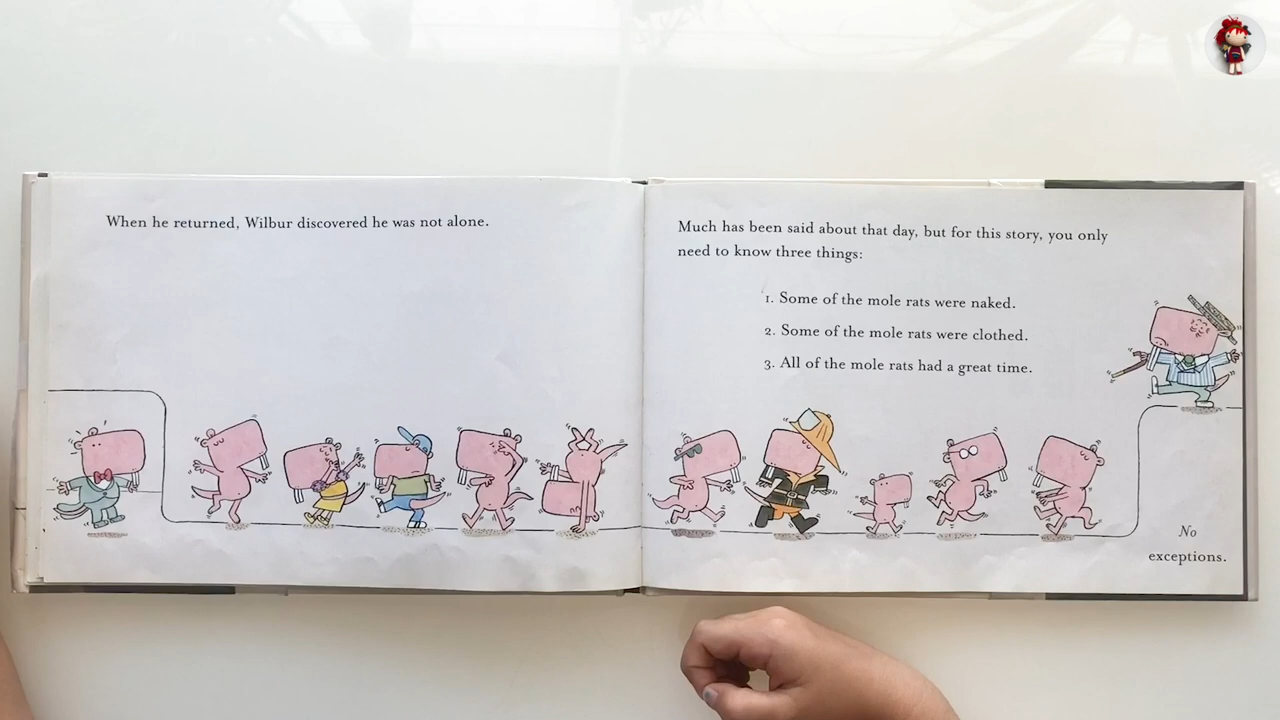 When he returned, Wilbur discovered he was not alone.
Much has been said about that day, but for this story, you only
need to know three things:
1. Some of the mole rats were naked.
2. Some of the mole rats were clothed.
3. All of the mole rats had a great time.
No
exceptions.